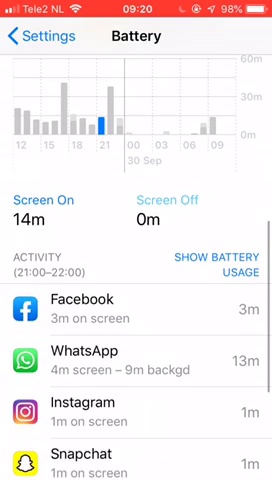 Tele2 NL 09:20 98%
Settings Battery
60m
30m
0m
12 15 18 21 00 03 06 09
30 Sep
Screen On Screen Off
14m 0m
ACTIVITY SHOW BATTERY
(21:00–22:00) USAGE
Facebook
3m on screen 3m
WhatsApp
4m screen – 9m backgd 13m
Instagram
1m on screen 1m
Snapchat
1m on screen 1m